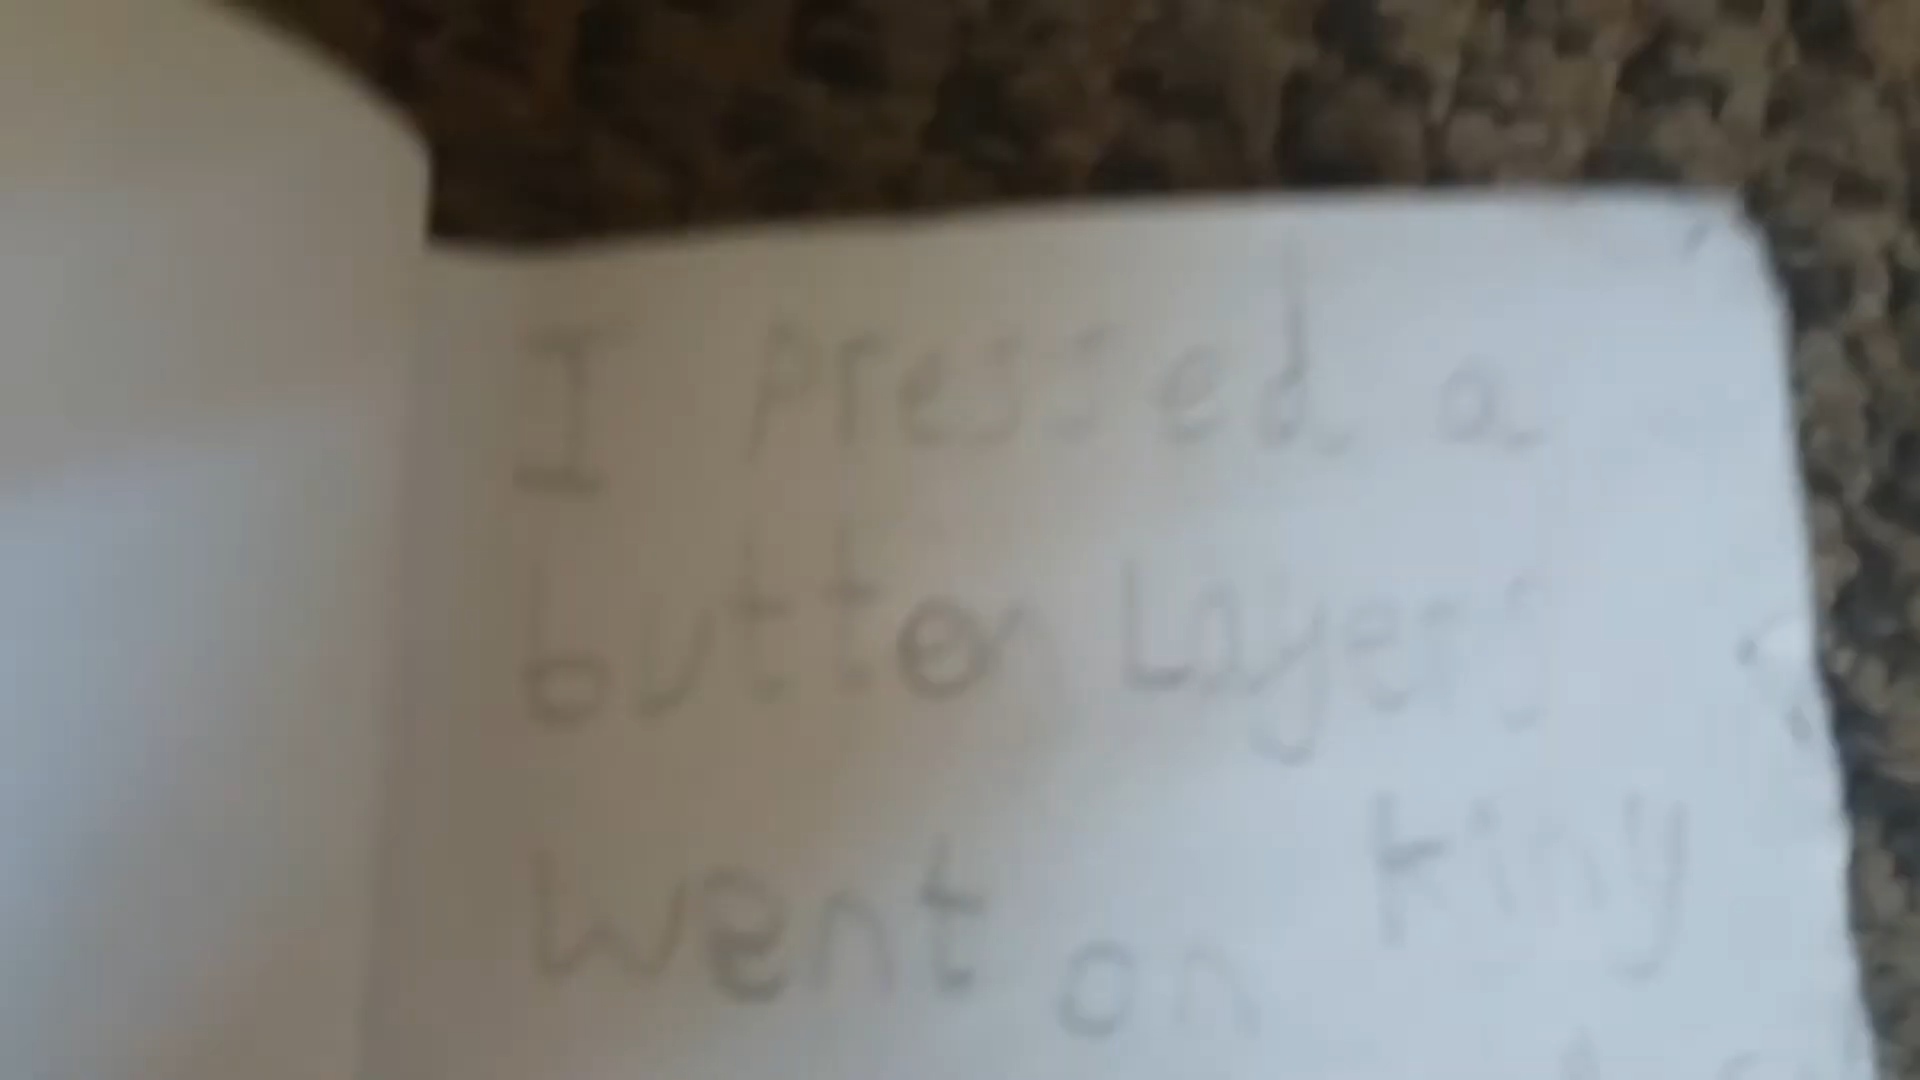 I pressed a
button Layers
went on